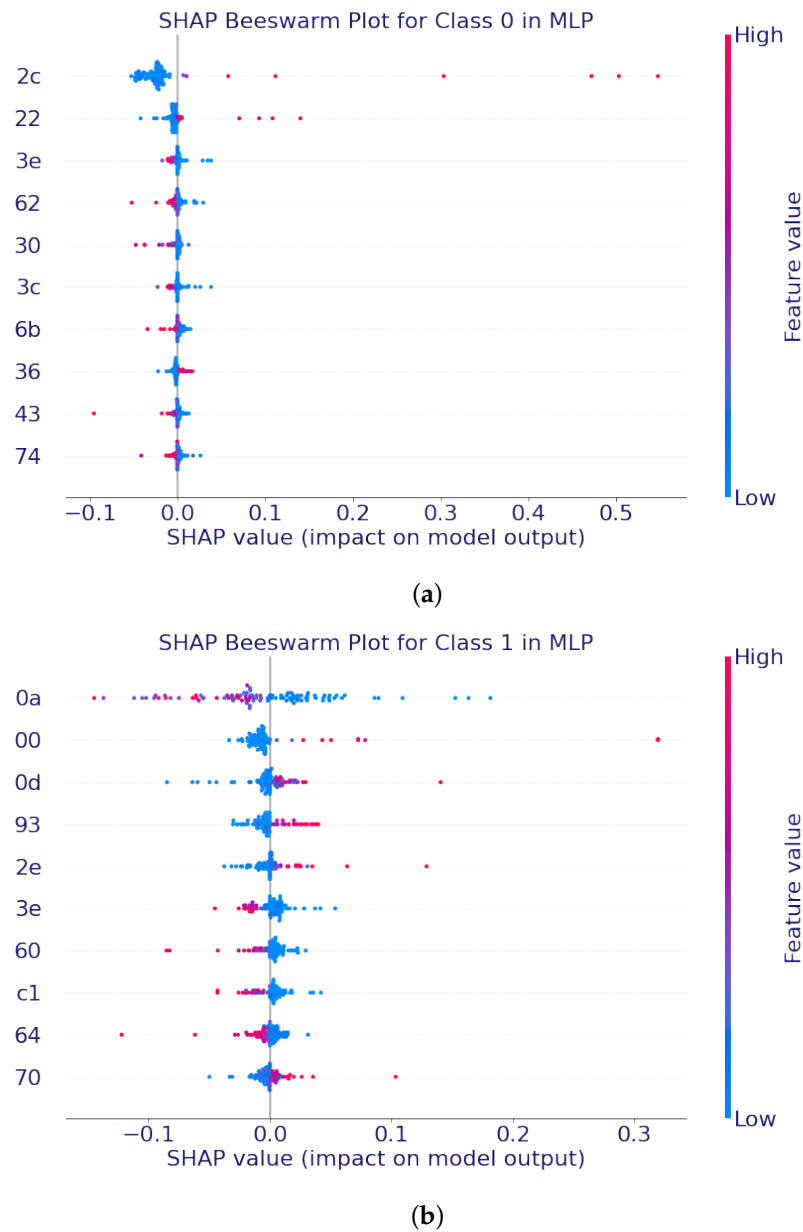 SHAP Beeswarm Plot for Class 0 in MLP
High
2c
22
3e
62
30
3c
6b
36
43
74
Feature value
Low
−0.1 0.0 0.1 0.2 0.3 0.4 0.5
SHAP value (impact on model output)
(a)
SHAP Beeswarm Plot for Class 1 in MLP
High
0a
00
0d
93
2e
3e
60
c1
64
70
Feature value
Low
−0.1 0.0 0.1 0.2 0.3
SHAP value (impact on model output)
(b)